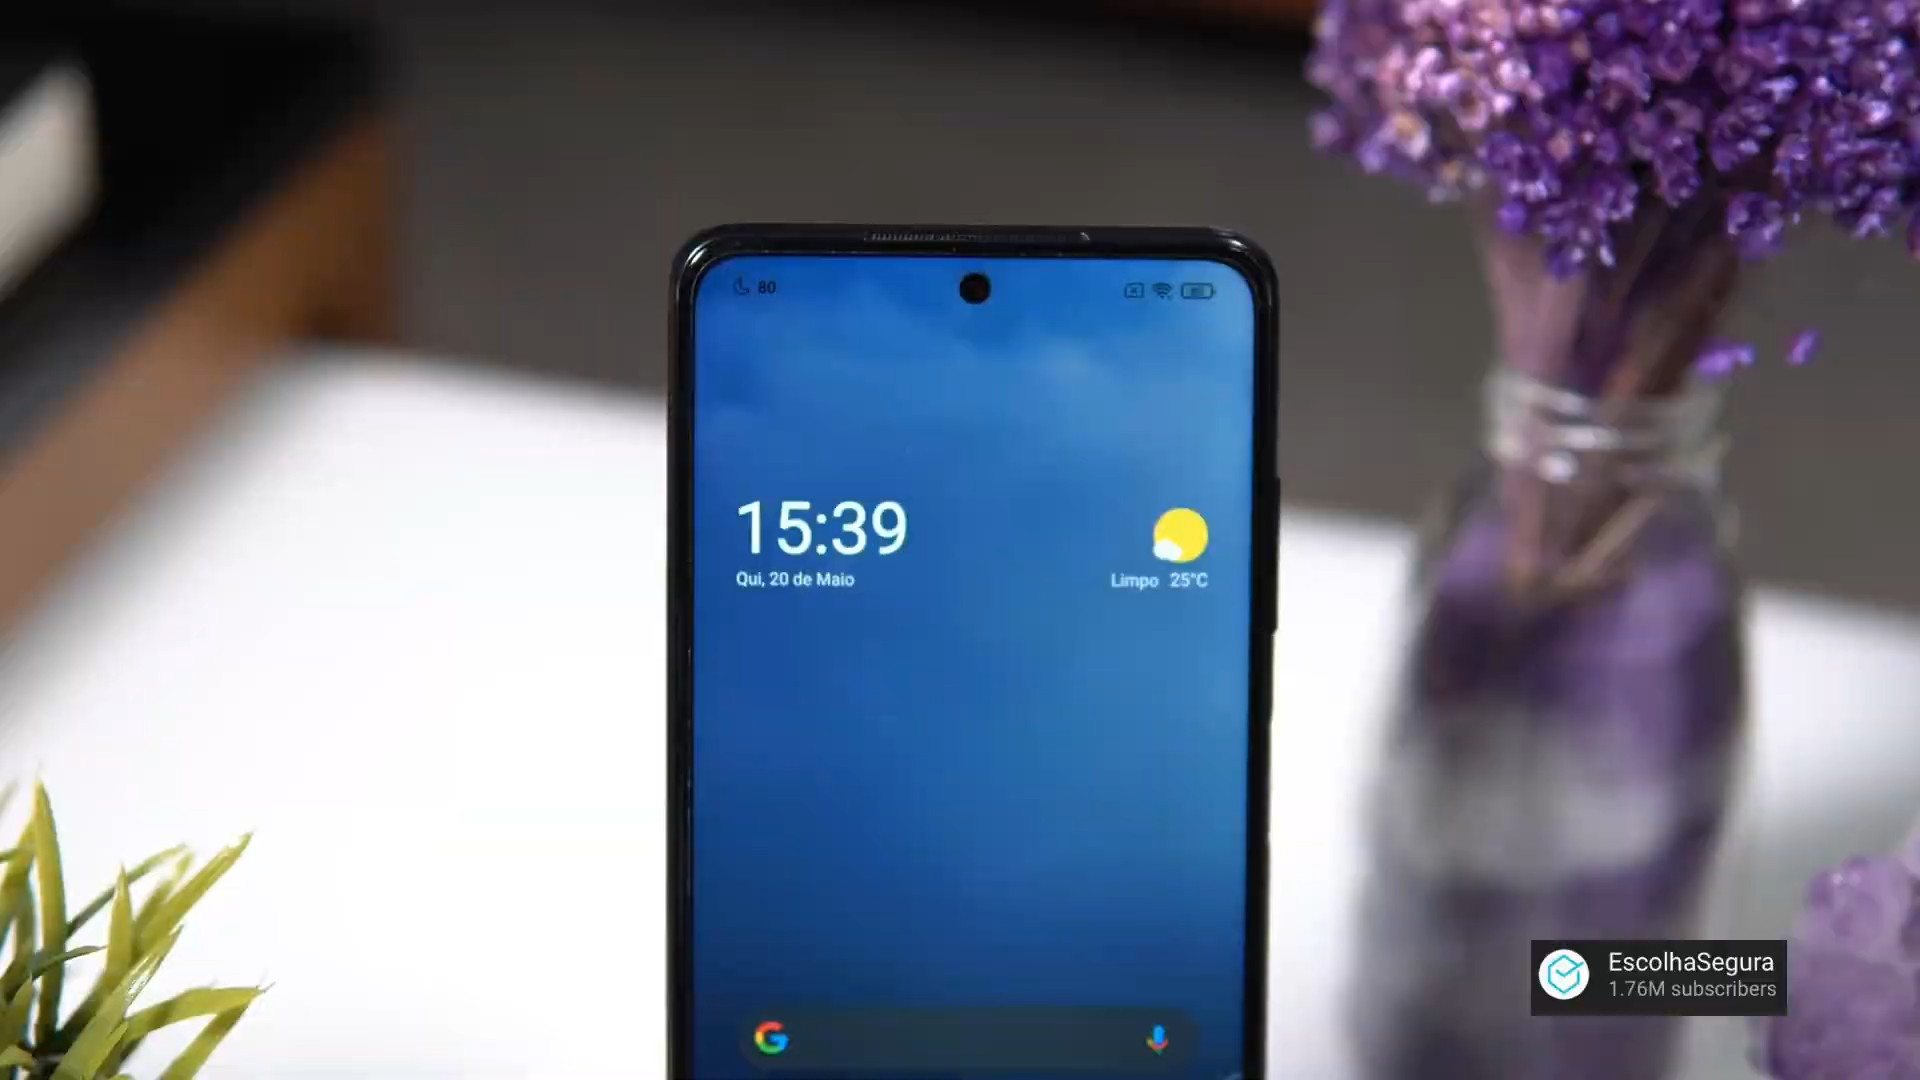 80
15:39
Qui, 20 de Maio
Limpo 25°C
EscolhaSegura
1.76M subscribers